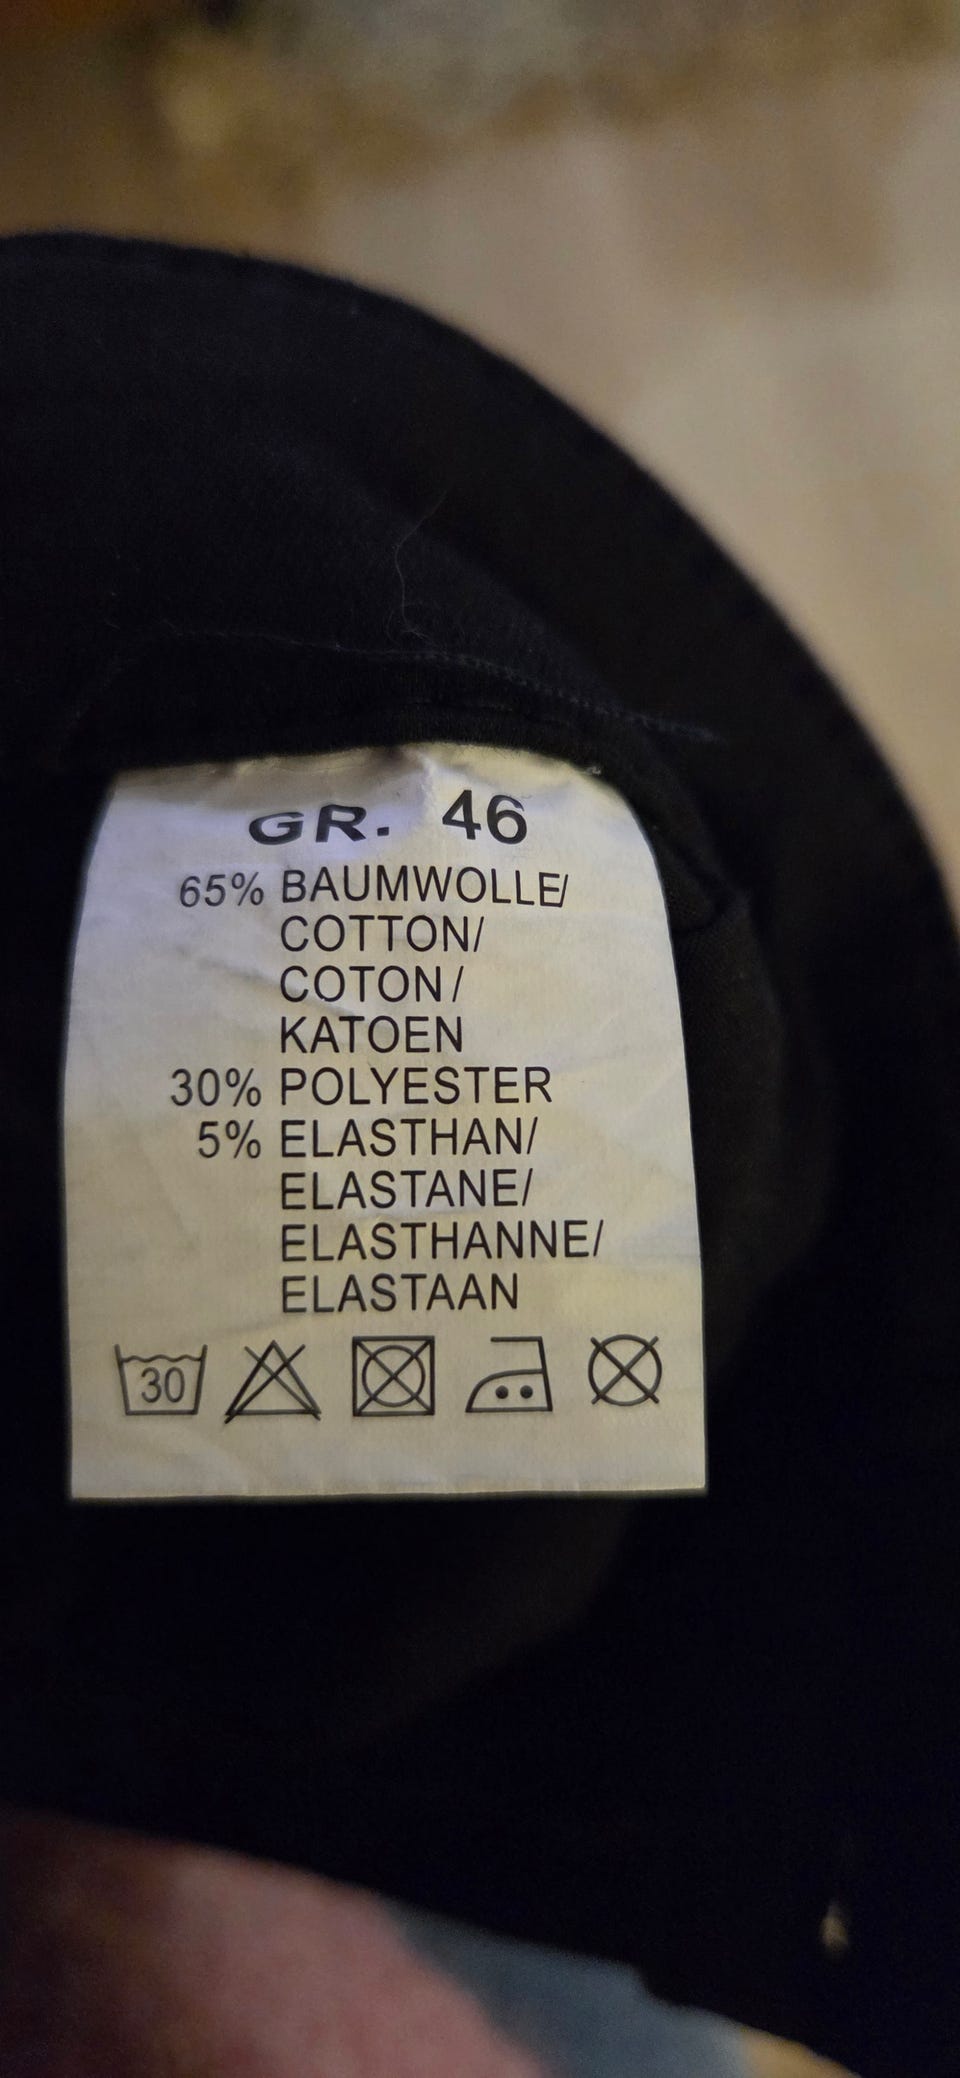 GR. 46
65% BAUMWOLLE/
COTTON/
COTON/
KATOEN
30% POLYESTER
5% ELASTHAN/
ELASTANE/
ELASTHANNE/
ELASTAAN
30